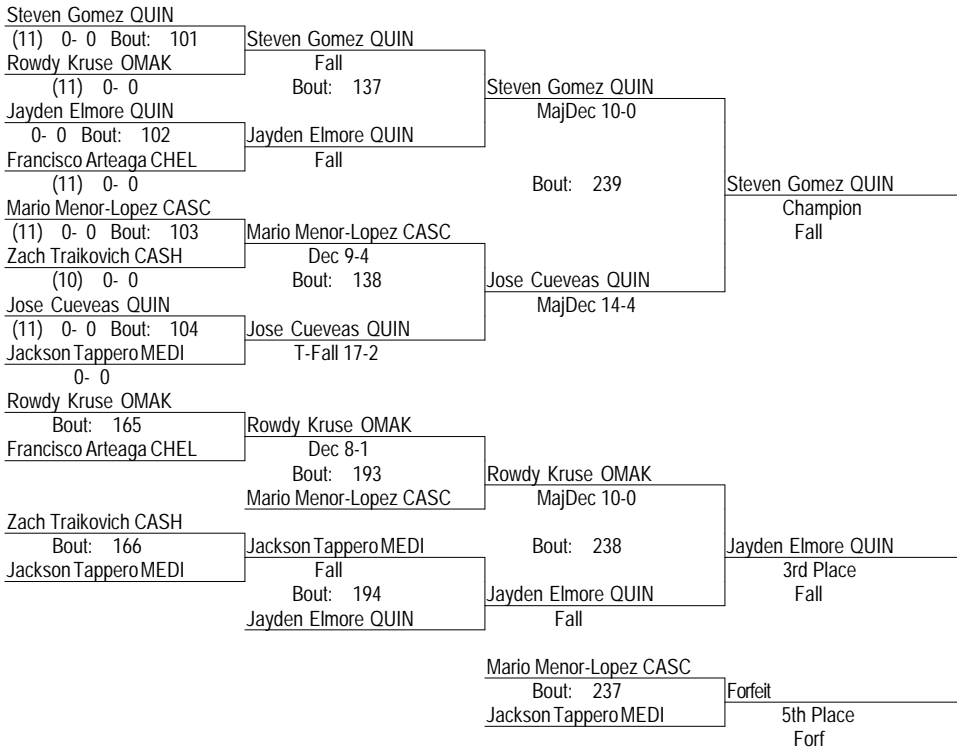 Steven Gomez QUIN
(11) 0- 0 Bout: 101
Steven Gomez QUIN
Rowdy Kruse OMAK
Fall
(11) 0- 0
Bout: 137
Steven Gomez QUIN
Jayden Elmore QUIN
MajDec 10-0
0- 0 Bout: 102
Jayden Elmore QUIN
Francisco Arteaga CHEL
Fall
(11) 0- 0
Bout: 239
Steven Gomez QUIN
Mario Menor-Lopez CASC
Champion
(11) 0- 0 Bout: 103
Mario Menor-Lopez CASC
Fall
Zach Traikovich CASH
Dec 9-4
(10) 0- 0
Bout: 138
Jose Cueveas QUIN
Jose Cueveas QUIN
MajDec 14-4
(11) 0- 0 Bout: 104
Jose Cueveas QUIN
Jackson Tappero MEDI
T-Fall 17-2
0- 0
Rowdy Kruse OMAK
Bout: 165
Rowdy Kruse OMAK
Francisco Arteaga CHEL
Dec 8-1
Bout: 193
Rowdy Kruse OMAK
Mario Menor-Lopez CASC
MajDec 10-0
Zach Traikovich CASH
Bout: 166
Jackson Tappero MEDI
Bout: 238
Jayden Elmore QUIN
Jackson Tappero MEDI
Fall
3rd Place
Bout: 194
Jayden Elmore QUIN
Fall
Jayden Elmore QUIN
Fall
Mario Menor-Lopez CASC
Bout: 237
Forfeit
Jackson Tappero MEDI
5th Place
Forf